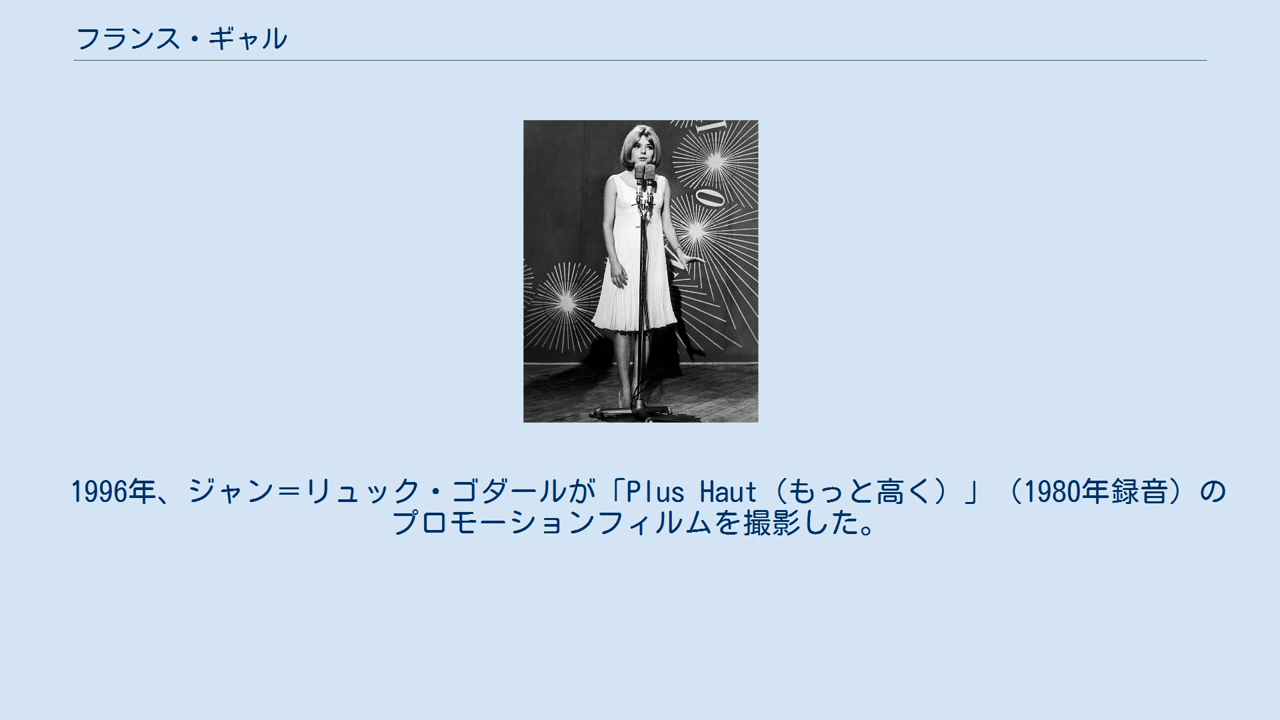 フランス・ギャル
1996年、ジャン＝リュック・ゴダールが「Plus Haut（もっと高く）」（1980年録音）の
プロモーションフィルムを撮影した。